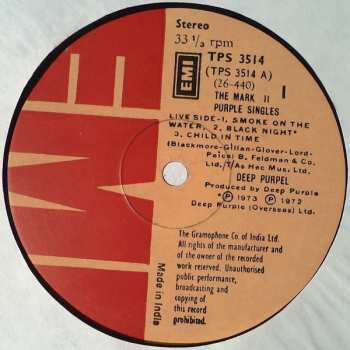 Stereo
33 1/3 rpm
EMI
TPS 3514
(TPS 3514 A)
(26-440)
I
THE MARK II
PURPLE SINGLES
LIVE SIDE-1. SMOKE ON THE
WATER, 2. BLACK NIGHT*
3. CHILD IN TIME
(Blackmore-Gillan-Glover-Lord-
Paice) B. Feldman & Co.
Ltd. T/As Hec Mus. Ltd./
DEEP PURPEL
Produced by Deep Purple
*℗ 1973 ℗ 1972
Deep Purple (Overseas) Ltd.
The Gramophone Co. of India Ltd.
All rights of the manufacturer and
of the owner of the recorded
work reserved. Unauthorised
public performance,
broadcasting and
copying of
this record
prohibited.
Made in India
EMI